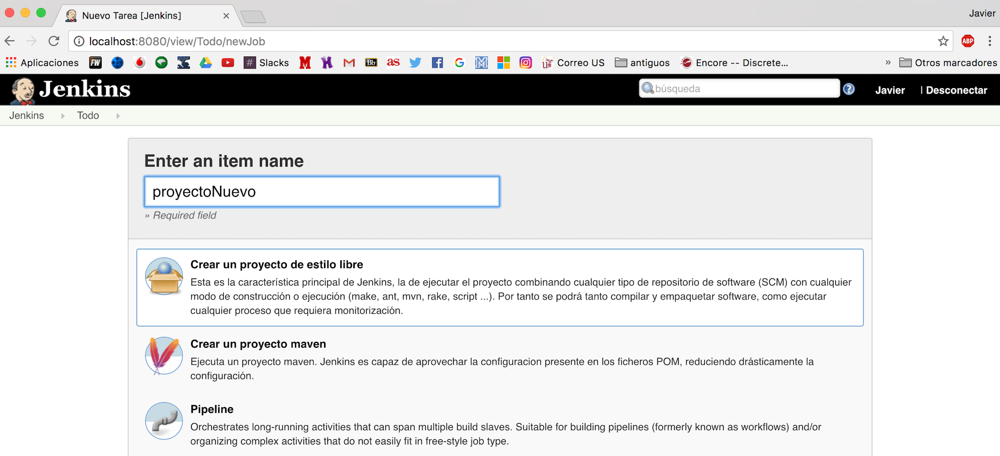 Nuevo Tarea [Jenkins]
Javier
localhost:8080/view/Todo/newJob
ABP
Aplicaciones FW # Slacks M H M Bb as G M Correo US antiguos Encore -- Discrete... » Otros marcadores
Jenkins
búsqueda
?
Javier | Desconectar
Jenkins Todo
Enter an item name
proyectoNuevo
» Required field
Crear un proyecto de estilo libre
Esta es la característica principal de Jenkins, la de ejecutar el proyecto combinando cualquier tipo de repositorio de software (SCM) con cualquier
modo de construcción o ejecución (make, ant, mvn, rake, script ...). Por tanto se podrá tanto compilar y empaquetar software, como ejecutar
cualquier proceso que requiera monitorización.
Crear un proyecto maven
Ejecuta un proyecto maven. Jenkins es capaz de aprovechar la configuracion presente en los ficheros POM, reduciendo drásticamente la
configuración.
Pipeline
Orchestrates long-running activities that can span multiple build slaves. Suitable for building pipelines (formerly known as workflows) and/or
organizing complex activities that do not easily fit in free-style job type.